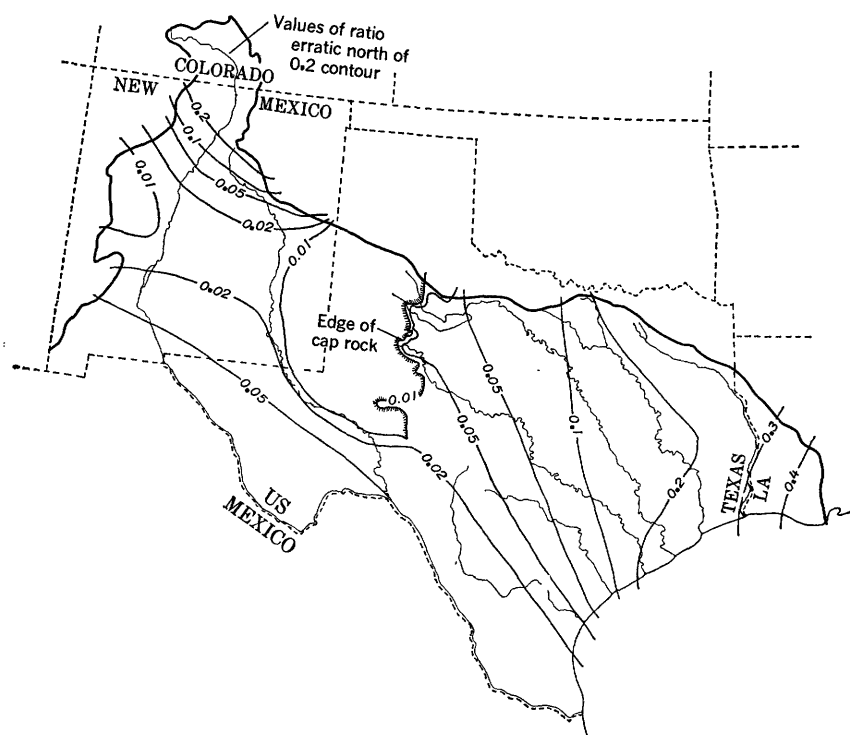 Values of ratio
erratic north of
0.2 contour
COLORADO
NEW MEXICO
0.2
0.1
0.05
0.02
0.01
0.01
0.02
Edge of
cap rock
0.01
0.05
0.05
0.05
0.02
0.1
0.2
0.3
0.4
TEXAS
LA
US
MEXICO